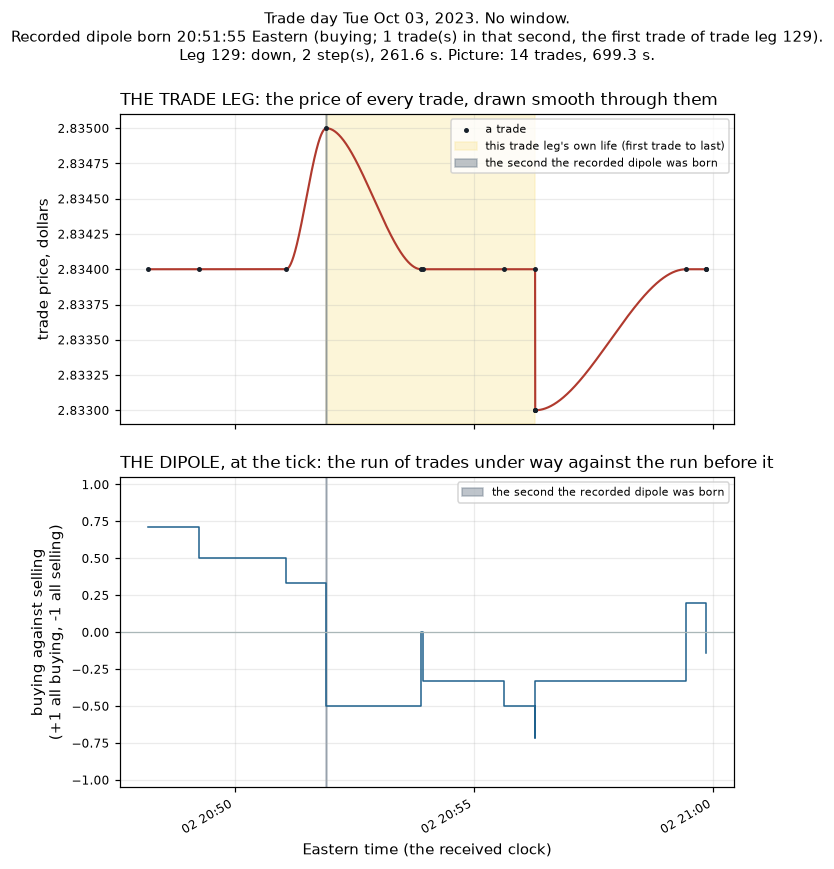 Trade day Tue Oct 03, 2023. No window.
Recorded dipole born 20:51:55 Eastern (buying; 1 trade(s) in that second, the first trade of trade leg 129).
Leg 129: down, 2 step(s), 261.6 s. Picture: 14 trades, 699.3 s.
THE TRADE LEG: the price of every trade, drawn smooth through them
trade price, dollars
2.83500
2.83475
2.83450
2.83425
2.83400
2.83375
2.83350
2.83325
2.83300
a trade
this trade leg's own life (first trade to last)
the second the recorded dipole was born
THE DIPOLE, at the tick: the run of trades under way against the run before it
buying against selling
(+1 all buying, -1 all selling)
1.00
0.75
0.50
0.25
0.00
−0.25
−0.50
−0.75
−1.00
the second the recorded dipole was born
02 20:50
02 20:55
02 21:00
Eastern time (the received clock)